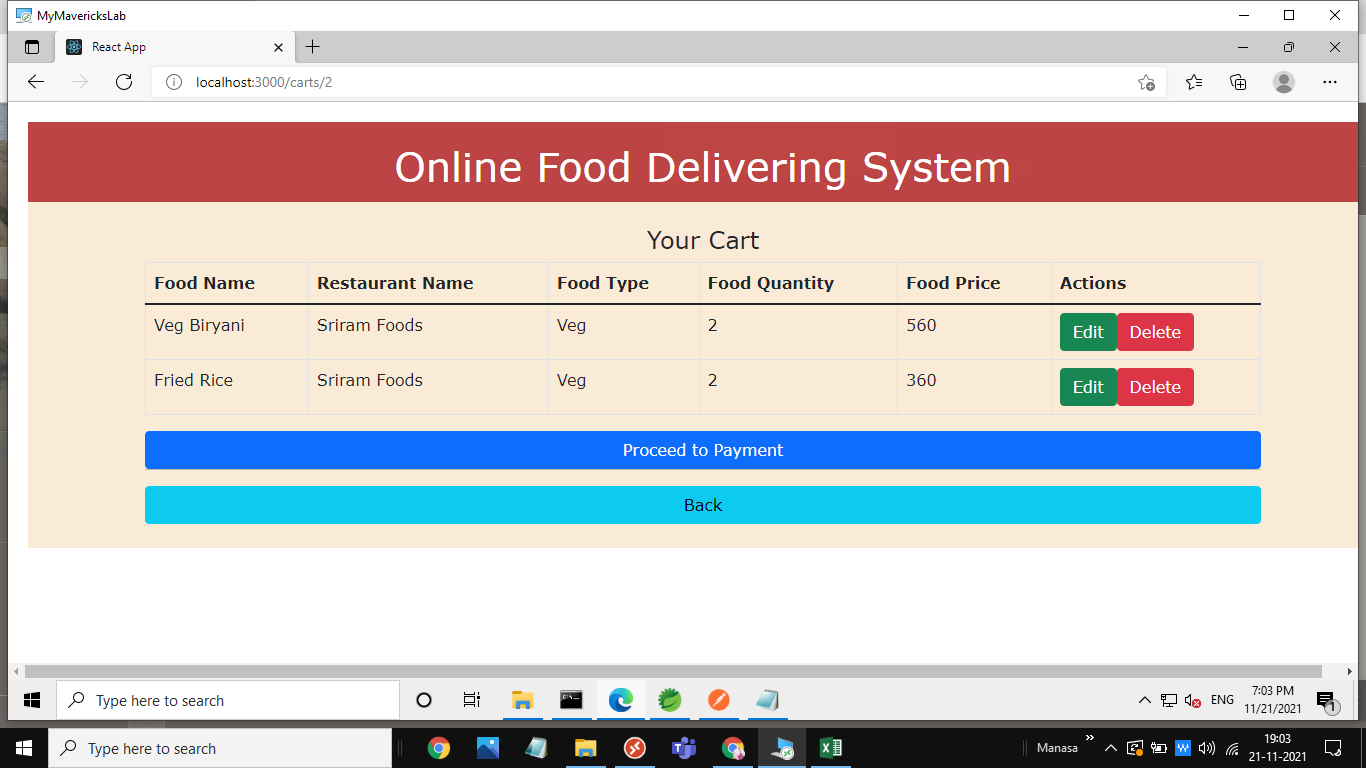 MyMavericksLab
React App
localhost:3000/carts/2
Online Food Delivering System
Your Cart
Food Name Restaurant Name Food Type Food Quantity Food Price Actions
Veg Biryani Sriram Foods Veg 2 560 Edit Delete
Fried Rice Sriram Foods Veg 2 360 Edit Delete
Proceed to Payment
Back
Type here to search
ENG
7:03 PM
11/21/2021
1
Type here to search
Manasa
19:03
21-11-2021